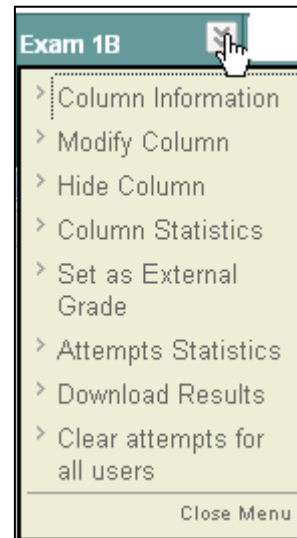 Exam 1B
Column Information
Modify Column
Hide Column
Column Statistics
Set as External
Grade
Attempts Statistics
Download Results
Clear attempts for
all users
Close Menu